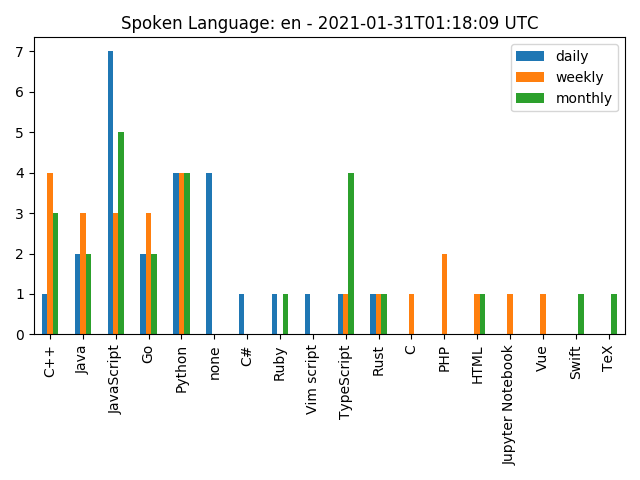 Spoken Language: en - 2021-01-31T01:18:09 UTC
daily
weekly
monthly
7
6
5
4
3
2
1
0
C++
Java
JavaScript
Go
Python
none
C#
Ruby
Vim script
TypeScript
Rust
C
PHP
HTML
Jupyter Notebook
Vue
Swift
TeX